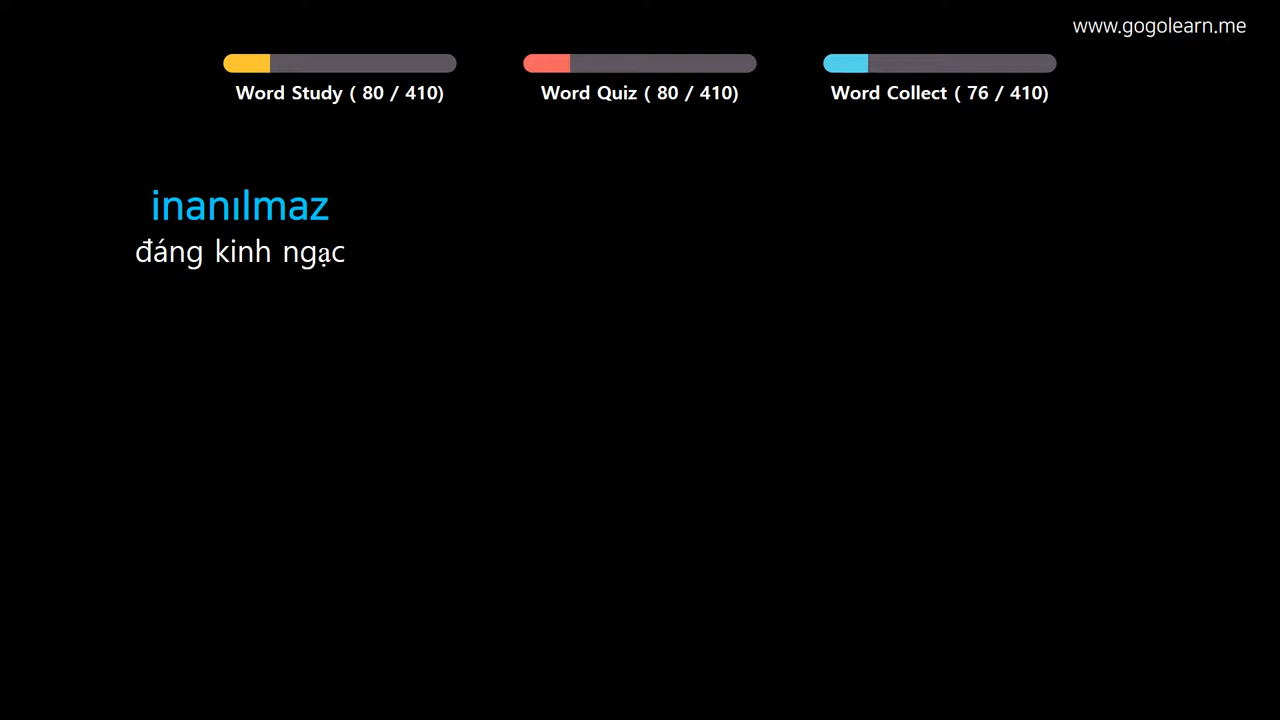 www.gogolearn.me
Word Study ( 80 / 410)
Word Quiz ( 80 / 410)
Word Collect ( 76 / 410)
inanılmaz
đáng kinh ngạc